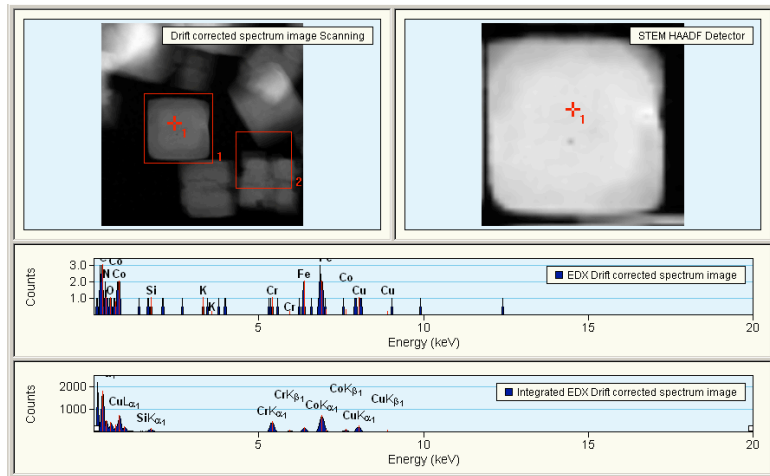 Drift corrected spectrum image Scanning
STEM HAADF Detector
1
1
2
1
Counts
3.0
2.0
1.0
Co
N Co
O
Si
K
K
Cr
Cr
Fe
Fe
Co
Cu
Cu
EDX Drift corrected spectrum image
5
10
15
20
Energy (keV)
Counts
2000
1000
CuLα1
SiKα1
CrKβ1
CrKα1
CoKβ1
CoKα1
CuKβ1
CuKα1
Integrated EDX Drift corrected spectrum image
5
10
15
20
Energy (keV)